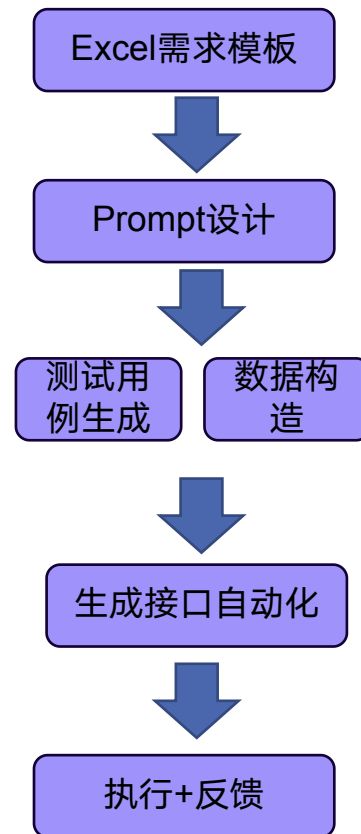 Excel需求模板
Prompt设计
测试用
例生成
数据构
造
生成接口自动化
执行+反馈